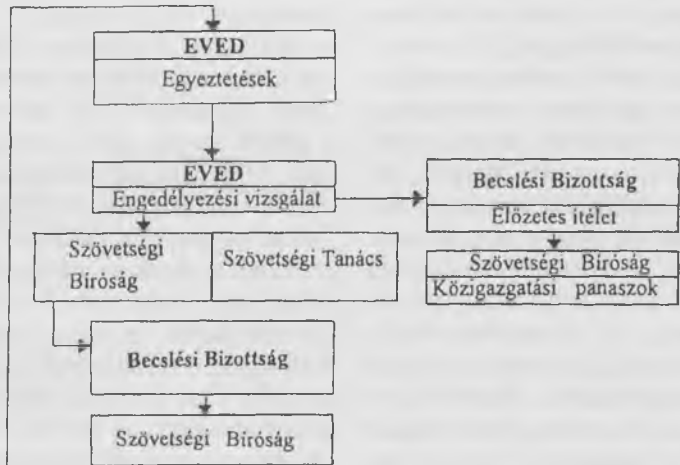 EVED
Egyeztetések
EVED
Engedélyezési vizsgálat
Becslési Bizottság
Előzetes ítélet
Szövetségi
Bíróság
Szövetségi Tanács
Szövetségi Bíróság
Közigazgatási panaszok
Becslési Bizottság
Szövetségi Bíróság